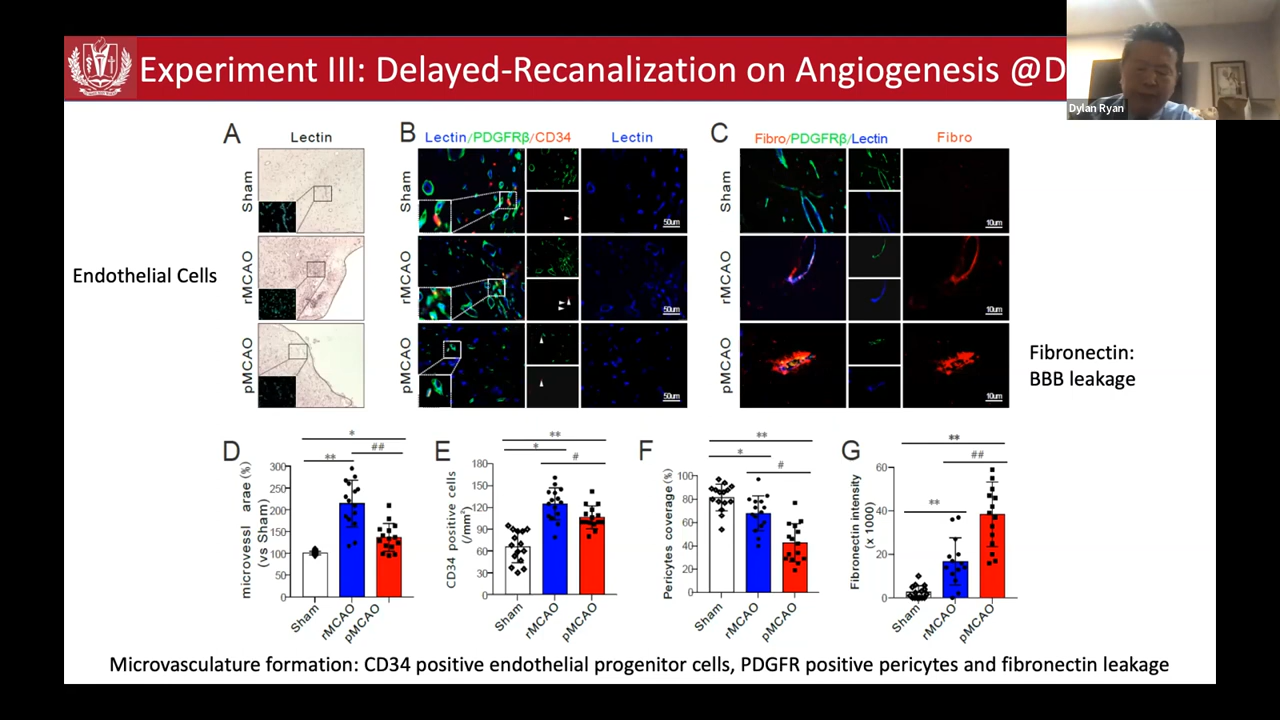 Experiment III: Delayed-Recanalization on Angiogenesis @D
Dylan Ryan
A
Lectin
B
Lectin/PDGFRβ/CD34
Lectin
C
Fibro/PDGFRβ/Lectin
Fibro
Sham
Sham
50um
Sham
10um
Endothelial Cells
rMCAO
rMCAO
50um
rMCAO
10um
pMCAO
pMCAO
50um
pMCAO
10um
Fibronectin:
BBB leakage
D
microvessl arae (%)
(vs Sham)
300
250
200
150
100
50
0
*
**
##
Sham
rMCAO
pMCAO
E
CD34 positive cells
(/mm²)
180
150
120
90
60
30
0
**
*
#
Sham
rMCAO
pMCAO
F
Pericytes coverage (%)
100
80
60
40
20
0
**
*
#
Sham
rMCAO
pMCAO
G
Fibronectin intensity
(x 1000)
60
40
20
0
**
##
**
Sham
rMCAO
pMCAO
Microvasculature formation: CD34 positive endothelial progenitor cells, PDGFR positive pericytes and fibronectin leakage